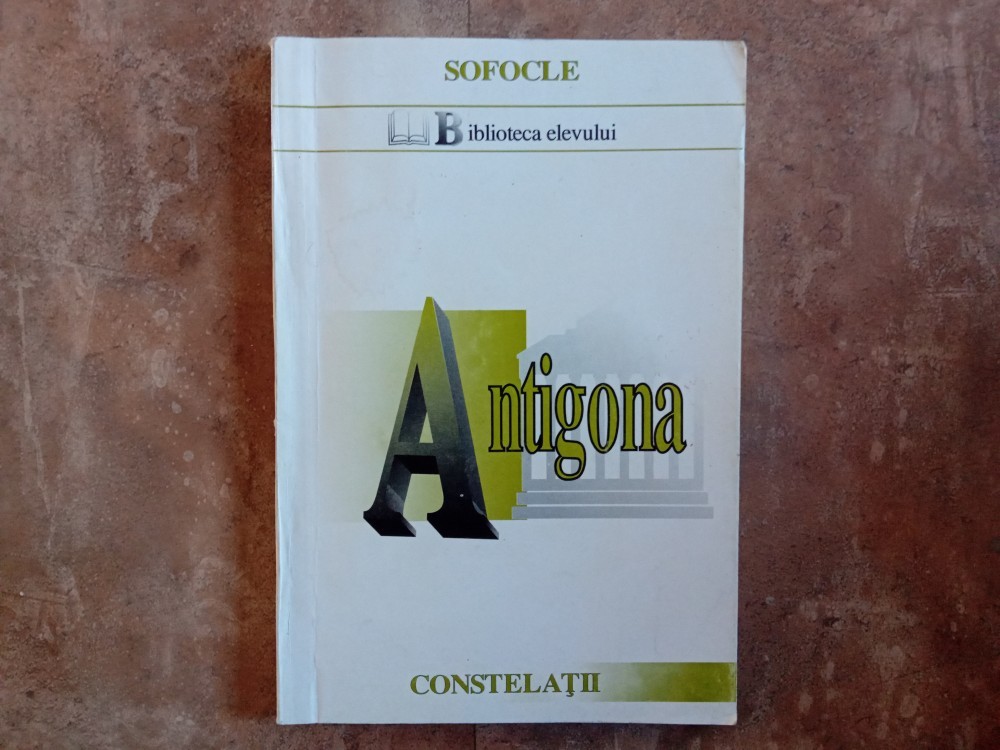 SOFOCLE
Biblioteca elevului
Antigona
CONSTELAŢII